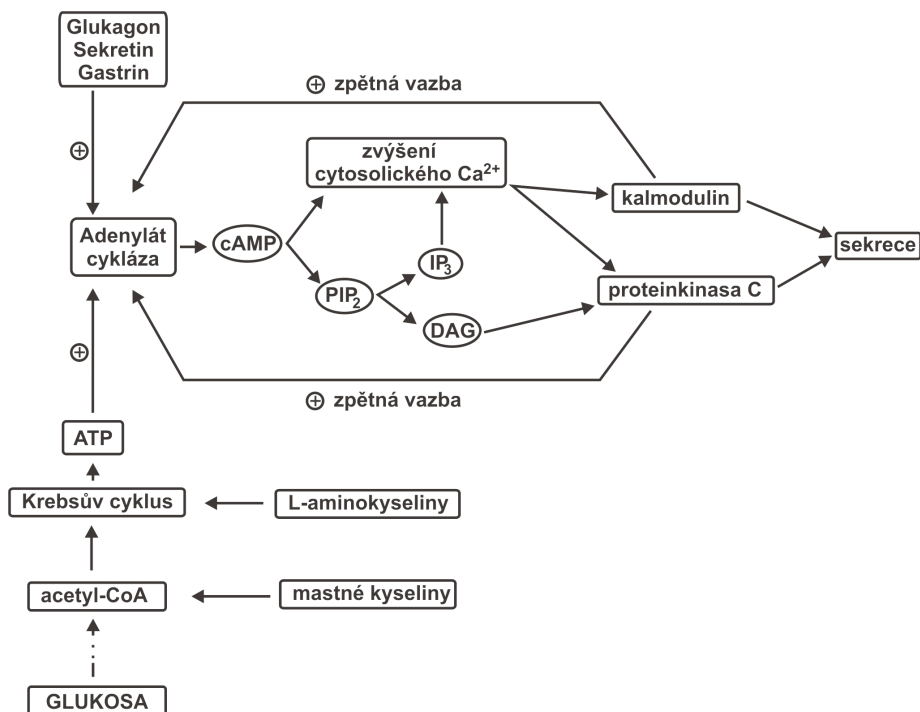 Glukagon
Sekretin
Gastrin
⊕ zpětná vazba
⊕
zvýšení
cytosolického Ca²⁺
kalmodulin
Adenylát
cykláza
cAMP
IP₃
sekrece
PIP₂
proteinkinasa C
DAG
⊕
⊕ zpětná vazba
ATP
Krebsův cyklus
L-aminokyseliny
acetyl-CoA
mastné kyseliny
GLUKOSA